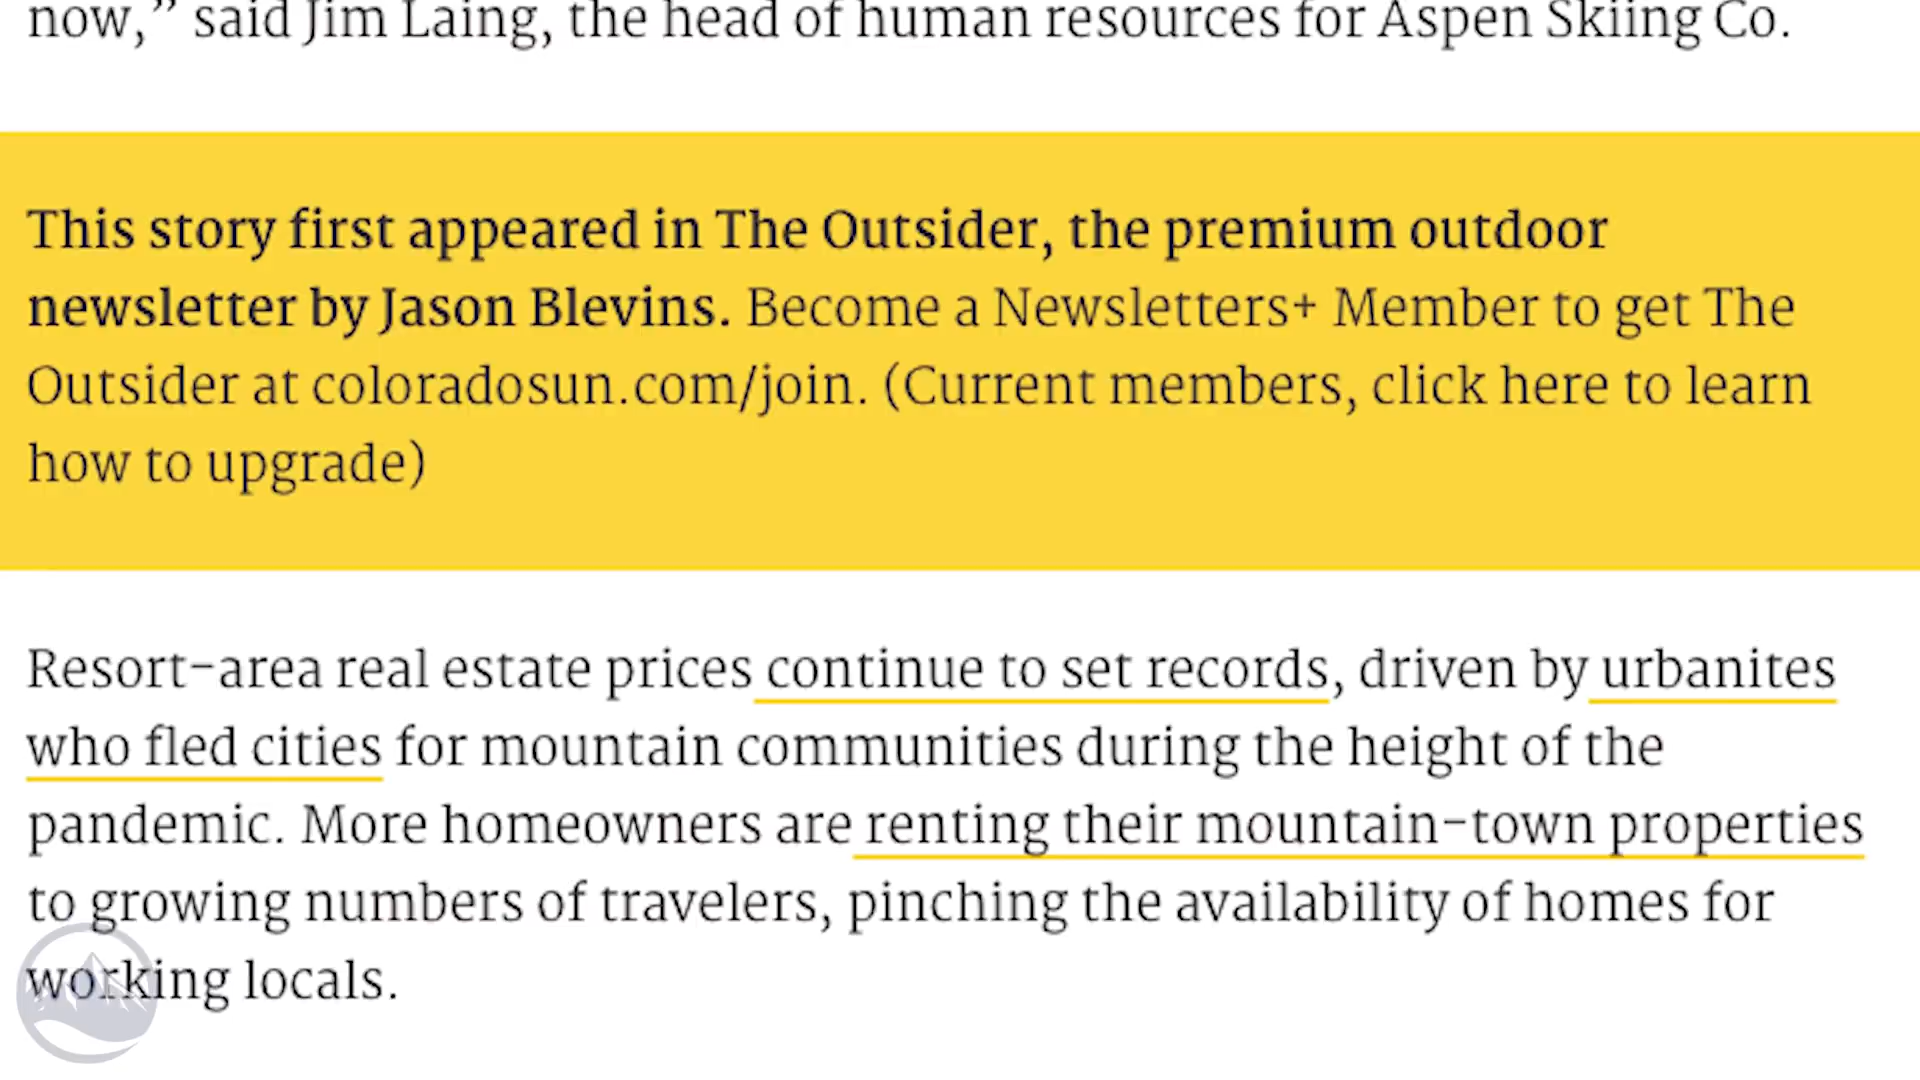 now,” said Jim Laing, the head of human resources for Aspen Skiing Co.
This story first appeared in The Outsider, the premium outdoor
newsletter by Jason Blevins. Become a Newsletters+ Member to get The
Outsider at coloradosun.com/join. (Current members, click here to learn
how to upgrade)
Resort-area real estate prices continue to set records, driven by urbanites
who fled cities for mountain communities during the height of the
pandemic. More homeowners are renting their mountain-town properties
to growing numbers of travelers, pinching the availability of homes for
working locals.